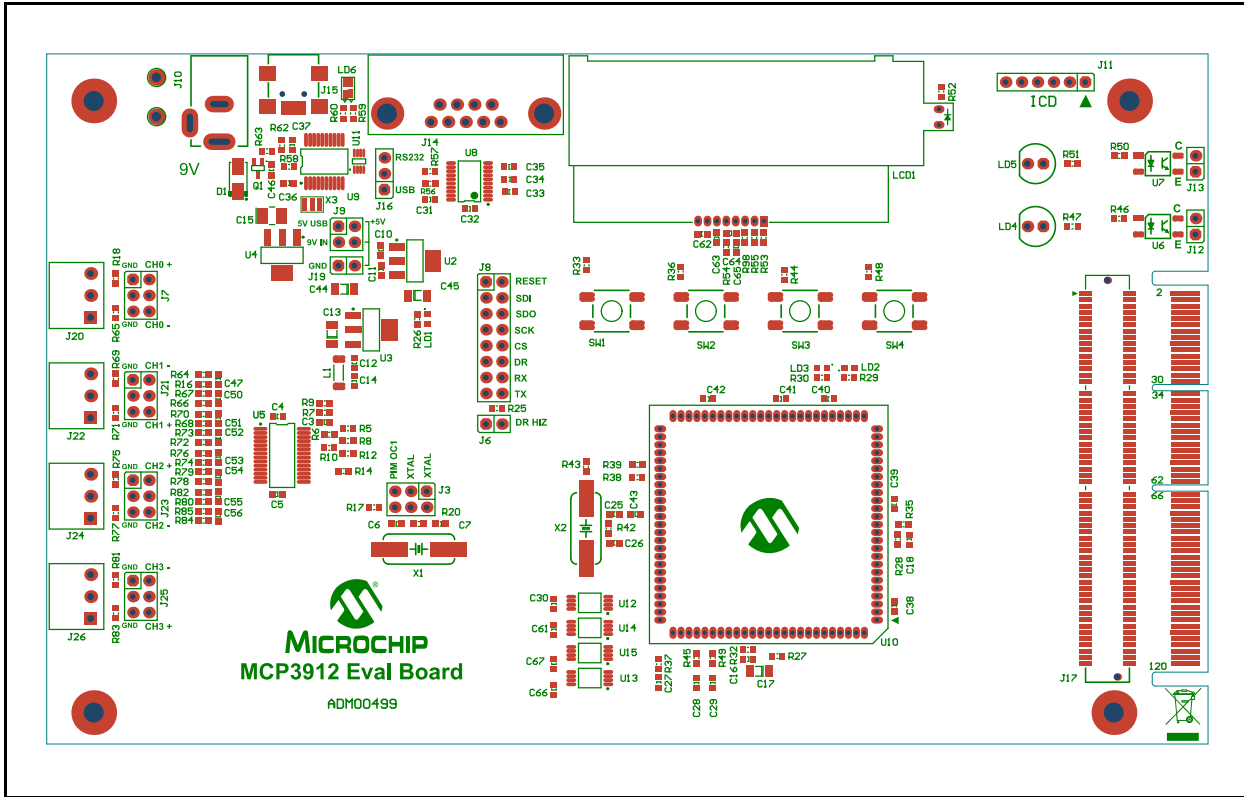 J10
9V
J15
LD6
R60
R59
R62
C37
R63
R58
U11
C46
Q1
D1
C36
U9
X3
C15
RS232
USB
J16
J14
R57
U8
R56
C31
C32
C35
C34
C33
LCD1
R52
J11
ICD
LD5
R51
R50
U7
C
E
J13
LD4
R47
R46
U6
C
E
J12
5V USB
9V IN
J9
+5V
GND
J19
C10
C11
U4
U2
C44
C45
C13
U3
R26
LD1
L1
C12
C14
J8
RESET
SDI
SDO
SCK
CS
DR
RX
TX
R25
J6
DR HIZ
C62
C63
R54
C64
C65
R98
R55
R53
R33
R36
R44
R48
SW1
SW2
SW3
SW4
LD3
R30
LD2
R29
C42
C41
C40
R18
GND
CH0 +
J7
GND
CH0 -
R65
J20
R69
GND
CH1 -
J21
GND
CH1 +
R71
J22
R75
GND
CH2 +
J23
GND
CH2 -
R77
J24
R81
GND
CH3 -
J25
GND
CH3 +
R83
J26
R64
R16
R67
R66
R70
R68
R73
R72
R76
R74
R79
R78
R82
R80
R85
R84
C47
C50
C51
C52
C53
C54
C55
C56
U5
C4
C5
R9
R7
C3
R6
R5
R8
R10
R12
R14
PIM OC1
XTAL
XTAL
J3
R17
R20
C6
C7
X1
R43
R39
R38
X2
C25
C43
R42
C26
C39
R35
R28
C18
C38
U10
C30
U12
C61
U14
U15
C67
U13
C66
R37
C27
R45
R49
R32
C16
R27
C17
C28
C29
2
30
34
62
66
120
J17
®
MICROCHIP
MCP3912 Eval Board
ADM00499